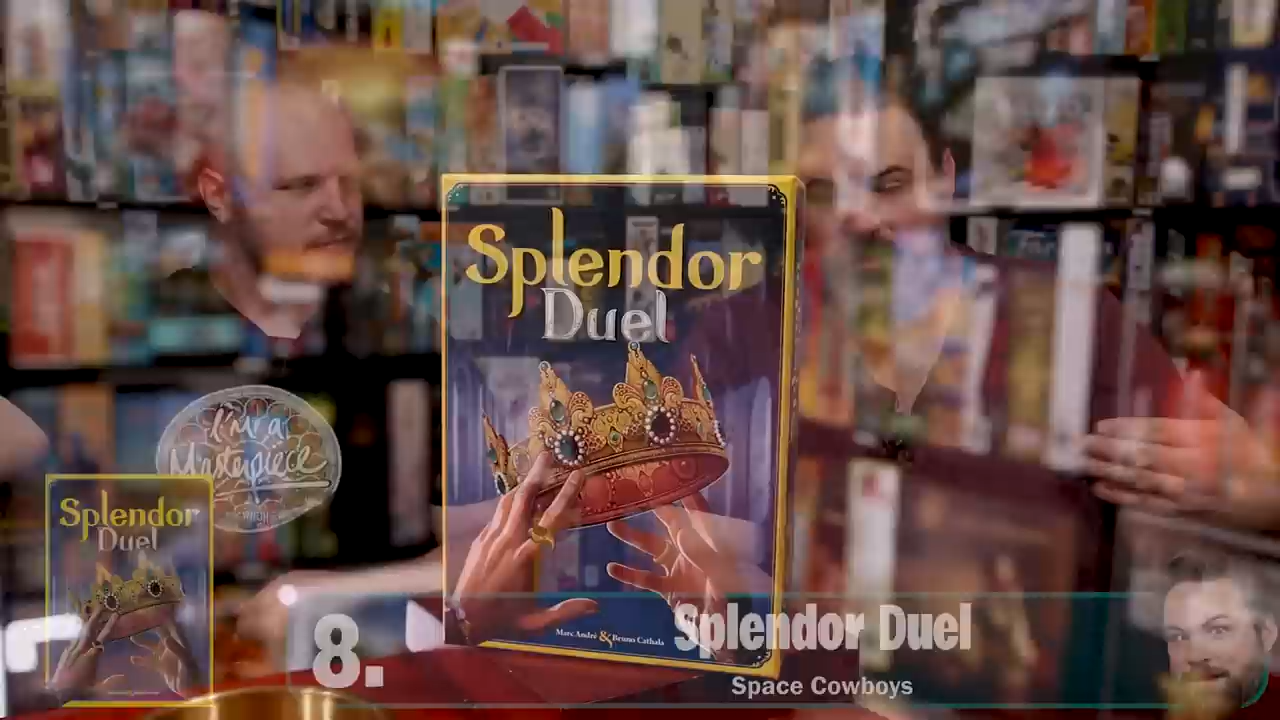 Splendor
Duel
Marc André & Bruno Cathala
I'm a
Masterpiece
Splendor
Duel
8.
Splendor Duel
Space Cowboys